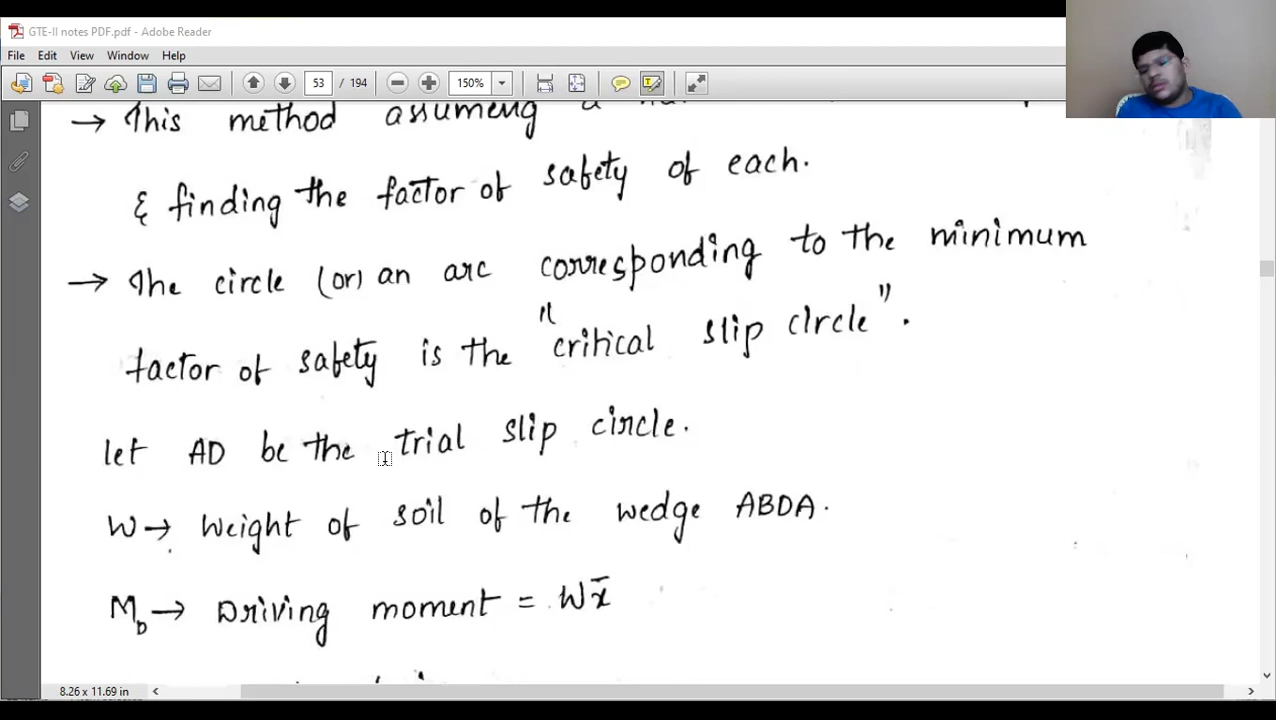 GTE-II notes PDF.pdf - Adobe Reader
File Edit View Window Help
53 / 194 150%
→ This method assumeng a
& finding the factor of safety of each.
→ The circle (or) an arc corresponding to the minimum
factor of safety is the "critical slip circle".
let AD be the trial slip circle.
W → Weight of soil of the wedge ABDA.
M_D → Driving moment = Wx̄
8.26 x 11.69 in